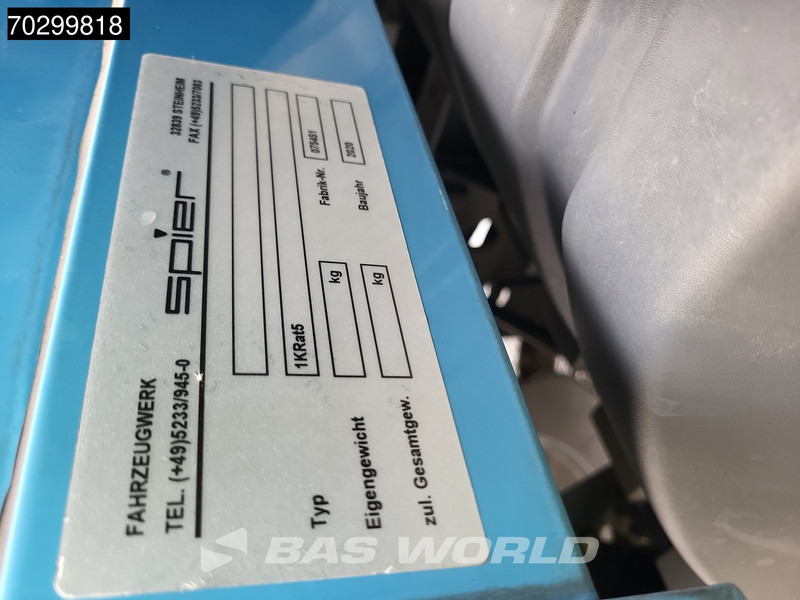 70299818
FAHRZEUGWERK
spier®
32839 STEINHEIM
TEL. (+49)5233/945-0
FAX (+49)5233/7083
Typ 1KRat5
Fabrik-Nr. 075451
Eigengewicht kg
Baujahr 2020
zul. Gesamtgew. kg
BAS WORLD